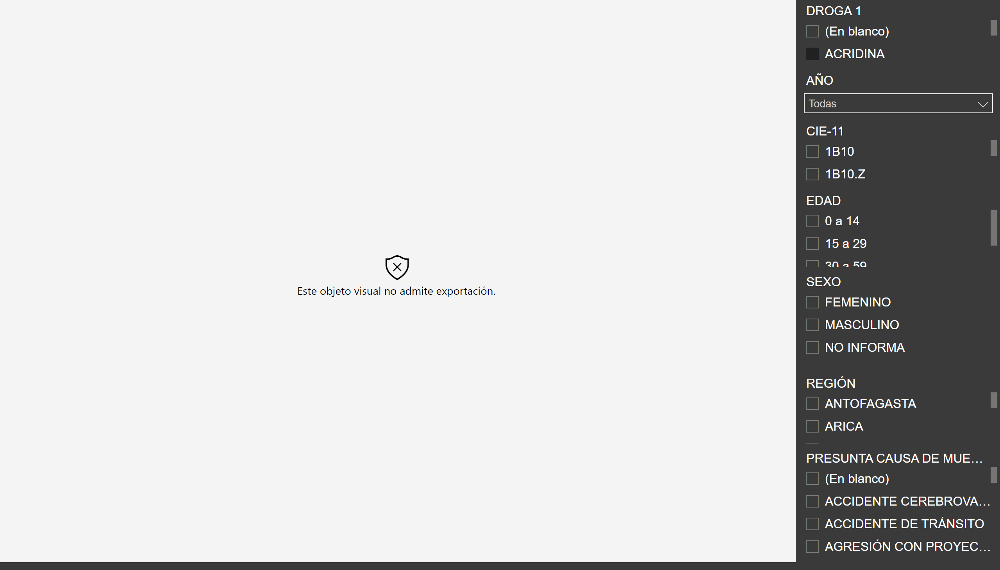 Este objeto visual no admite exportación.
DROGA 1
(En blanco)
ACRIDINA
AÑO
Todas
CIE-11
1B10
1B10.Z
EDAD
0 a 14
15 a 29
30 a 59
SEXO
FEMENINO
MASCULINO
NO INFORMA
REGIÓN
ANTOFAGASTA
ARICA
PRESUNTA CAUSA DE MUE…
(En blanco)
ACCIDENTE CEREBROVA…
ACCIDENTE DE TRÁNSITO
AGRESIÓN CON PROYEC…